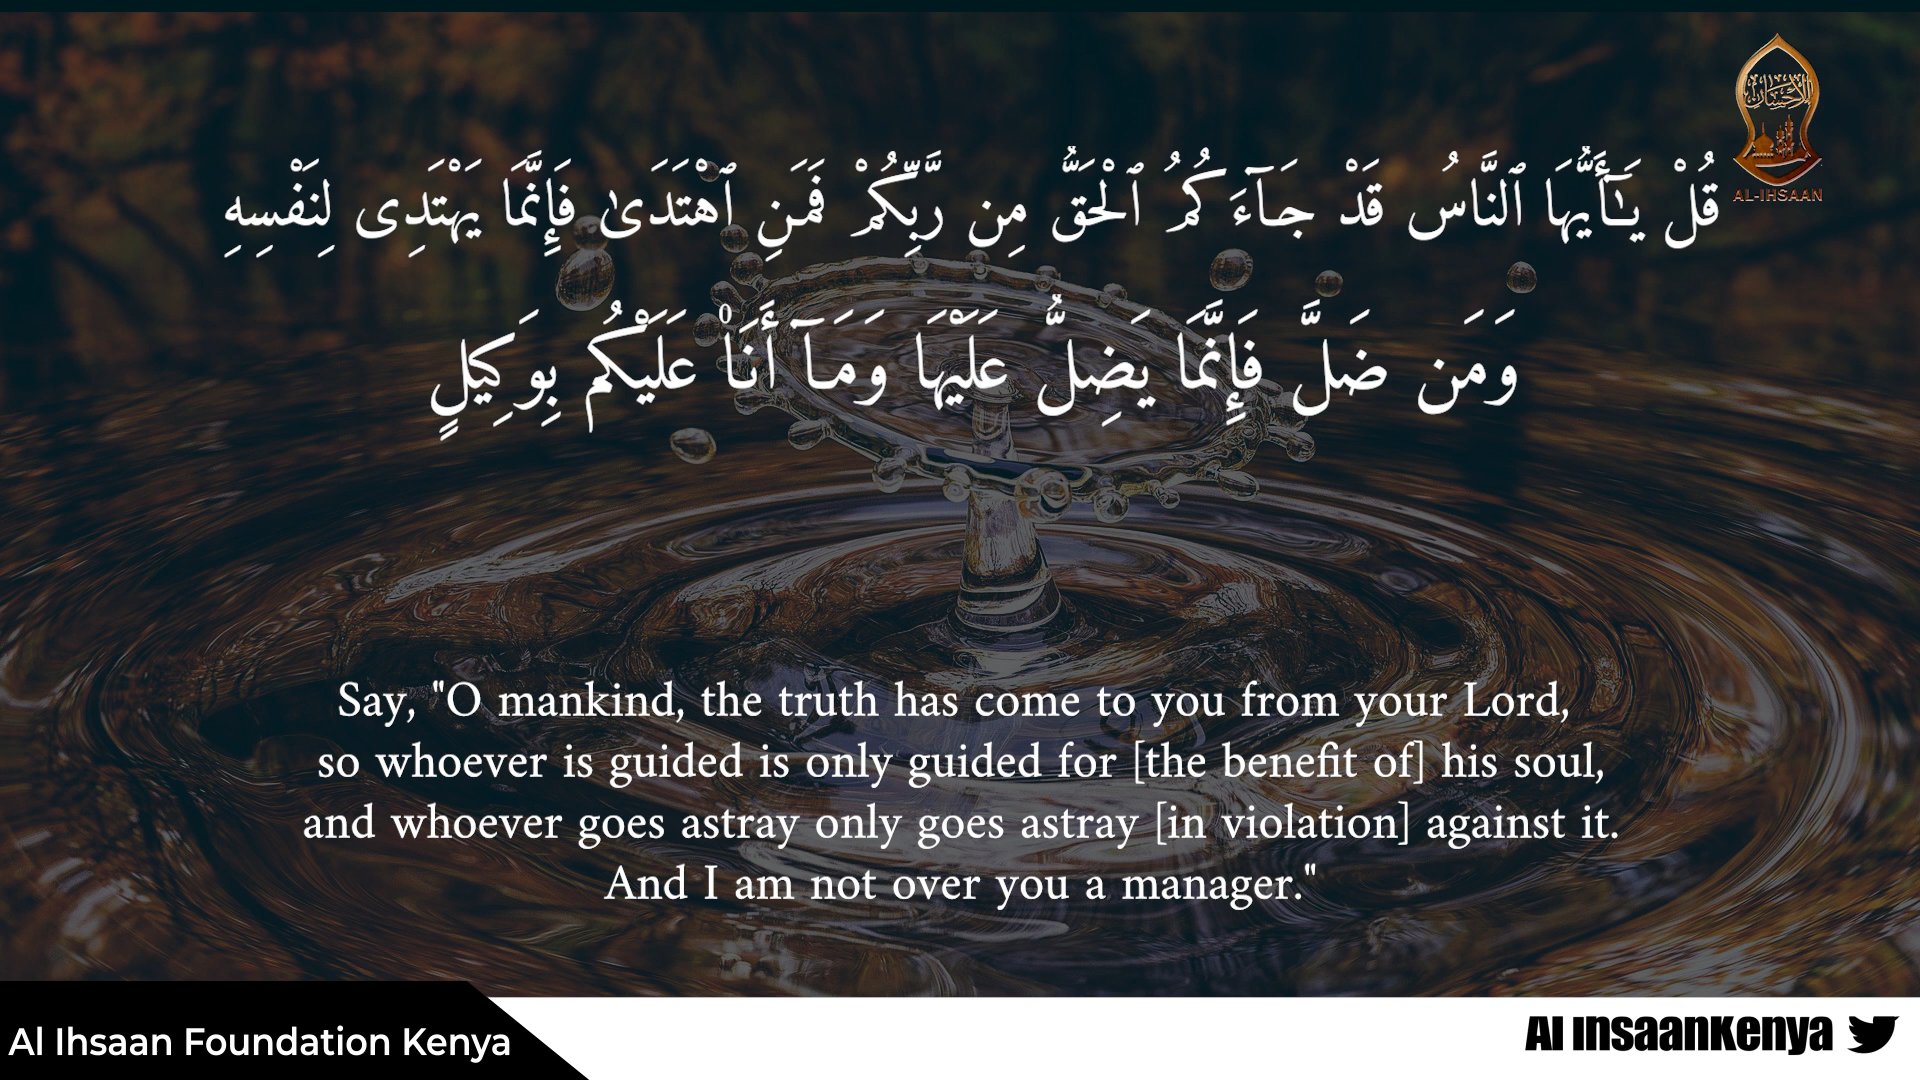 الإحسان
AL-IHSAAN
قُلْ يَـٰٓأَيُّهَا ٱلنَّاسُ قَدْ جَآءَكُمُ ٱلْحَقُّ مِن رَّبِّكُمْ فَمَنِ ٱهْتَدَىٰ فَإِنَّمَا يَهْتَدِى لِنَفْسِهِ
وَمَن ضَلَّ فَإِنَّمَا يَضِلُّ عَلَيْهَا وَمَآ أَنَا۠ عَلَيْكُم بِوَكِيلٍ
Say, "O mankind, the truth has come to you from your Lord,
so whoever is guided is only guided for [the benefit of] his soul,
and whoever goes astray only goes astray [in violation] against it.
And I am not over you a manager."
Al Ihsaan Foundation Kenya
Al IhsaanKenya